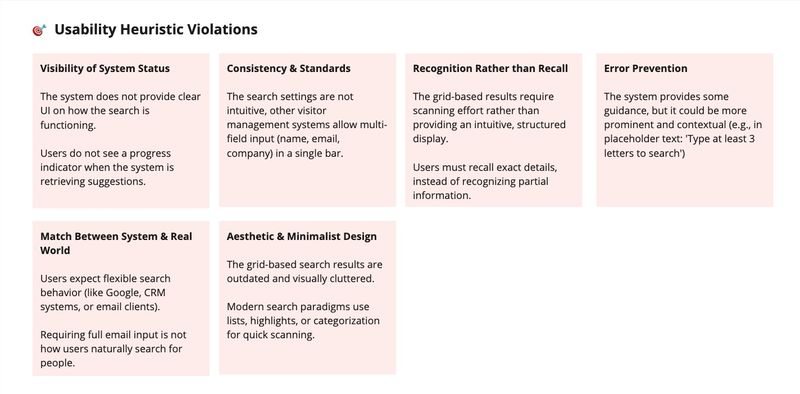 Usability Heuristic Violations
Visibility of System Status
The system does not provide clear
UI on how the search is
functioning.
Users do not see a progress
indicator when the system is
retrieving suggestions.
Consistency & Standards
The search settings are not
intuitive, other visitor
management systems allow multi-
field input (name, email,
company) in a single bar.
Recognition Rather than Recall
The grid-based results require
scanning effort rather than
providing an intuitive, structured
display.
Users must recall exact details,
instead of recognizing partial
information.
Error Prevention
The system provides some
guidance, but it could be more
prominent and contextual (e.g., in
placeholder text: 'Type at least 3
letters to search')
Match Between System & Real
World
Users expect flexible search
behavior (like Google, CRM
systems, or email clients).
Requiring full email input is not
how users naturally search for
people.
Aesthetic & Minimalist Design
The grid-based search results are
outdated and visually cluttered.
Modern search paradigms use
lists, highlights, or categorization
for quick scanning.